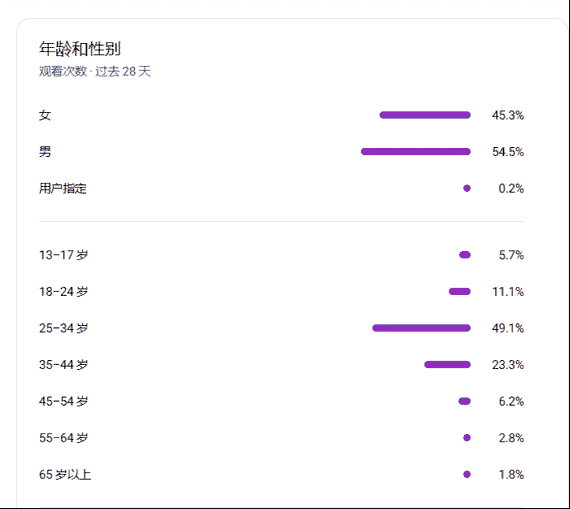 年龄和性别
观看次数 · 过去 28 天
女 45.3%
男 54.5%
用户指定 0.2%
13–17 岁 5.7%
18–24 岁 11.1%
25–34 岁 49.1%
35–44 岁 23.3%
45–54 岁 6.2%
55–64 岁 2.8%
65 岁以上 1.8%